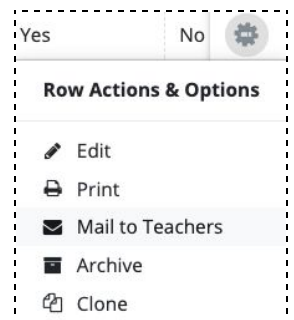 Yes No
Row Actions & Options
Edit
Print
Mail to Teachers
Archive
Clone